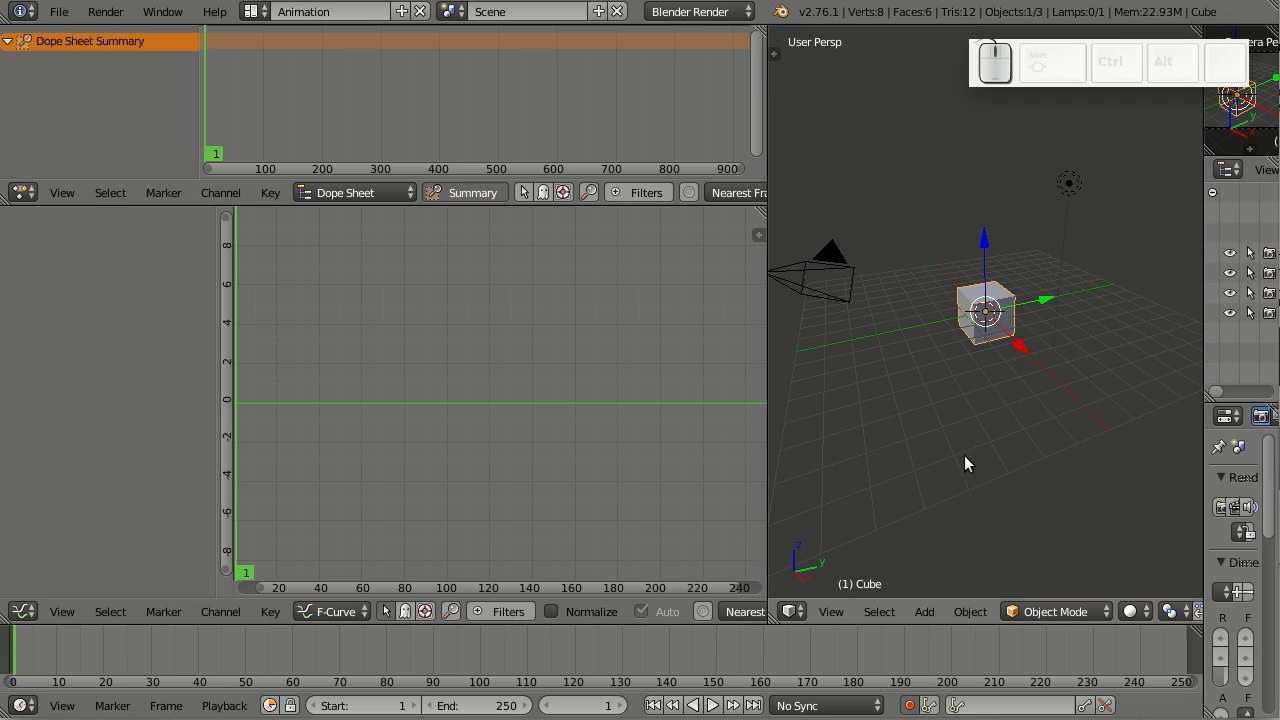 File Render Window Help Animation Scene Blender Render v2.76.1 | Verts:8 | Faces:6 | Tris:12 | Objects:1/3 | Lamps:0/1 | Mem:22.93M | Cube
Dope Sheet Summary
1
100 200 300 400 500 600 700 800 900
View Select Marker Channel Key Dope Sheet Summary Filters Nearest Fra
8
6
4
2
0
-2
-4
-6
-8
1
20 40 60 80 100 120 140 160 180 200 220 240
View Select Marker Channel Key F-Curve Filters Normalize Auto Nearest
User Persp
Shift Ctrl Alt
z
y
x
(1) Cube
View Select Add Object Object Mode
y
x
View
Rend
Dime
R F
A F
0 10 20 30 40 50 60 70 80 90 100 110 120 130 140 150 160 170 180 190 200 210 220 230 240 250
View Marker Frame Playback Start: 1 End: 250 1 No Sync